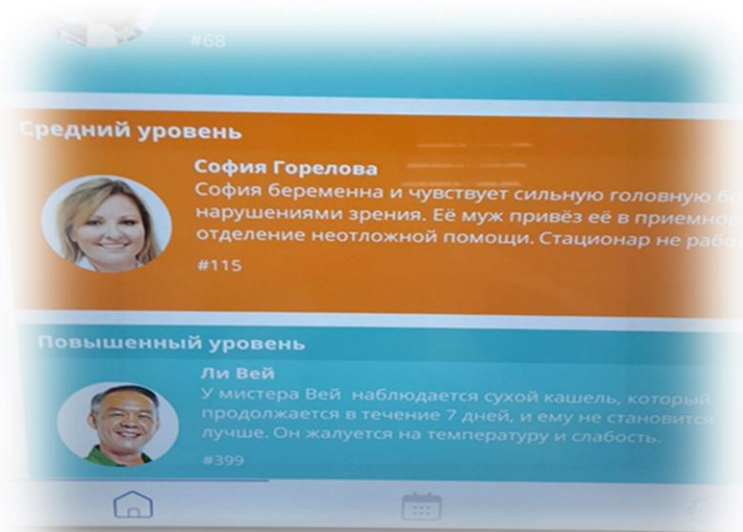 #68
Средний уровень
София Горелова
София беременна и чувствует сильную головную
нарушениями зрения. Её муж привёз её в
отделение неотложной помощи. Стационар не
#115
Повышенный уровень
Ли Вей
У мистера Вей наблюдается сухой кашель, который
продолжается в течение 7 дней, и ему не становится
лучше. Он жалуется на температуру и слабость.
#399